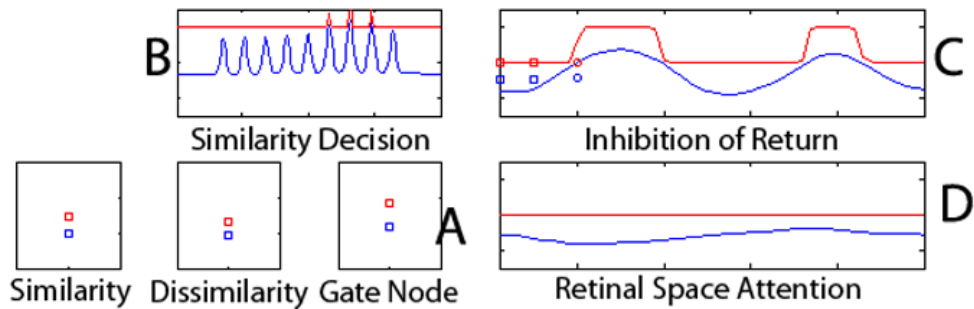 B
C
Similarity Decision
Inhibition of Return
A
D
Similarity
Dissimilarity
Gate Node
Retinal Space Attention